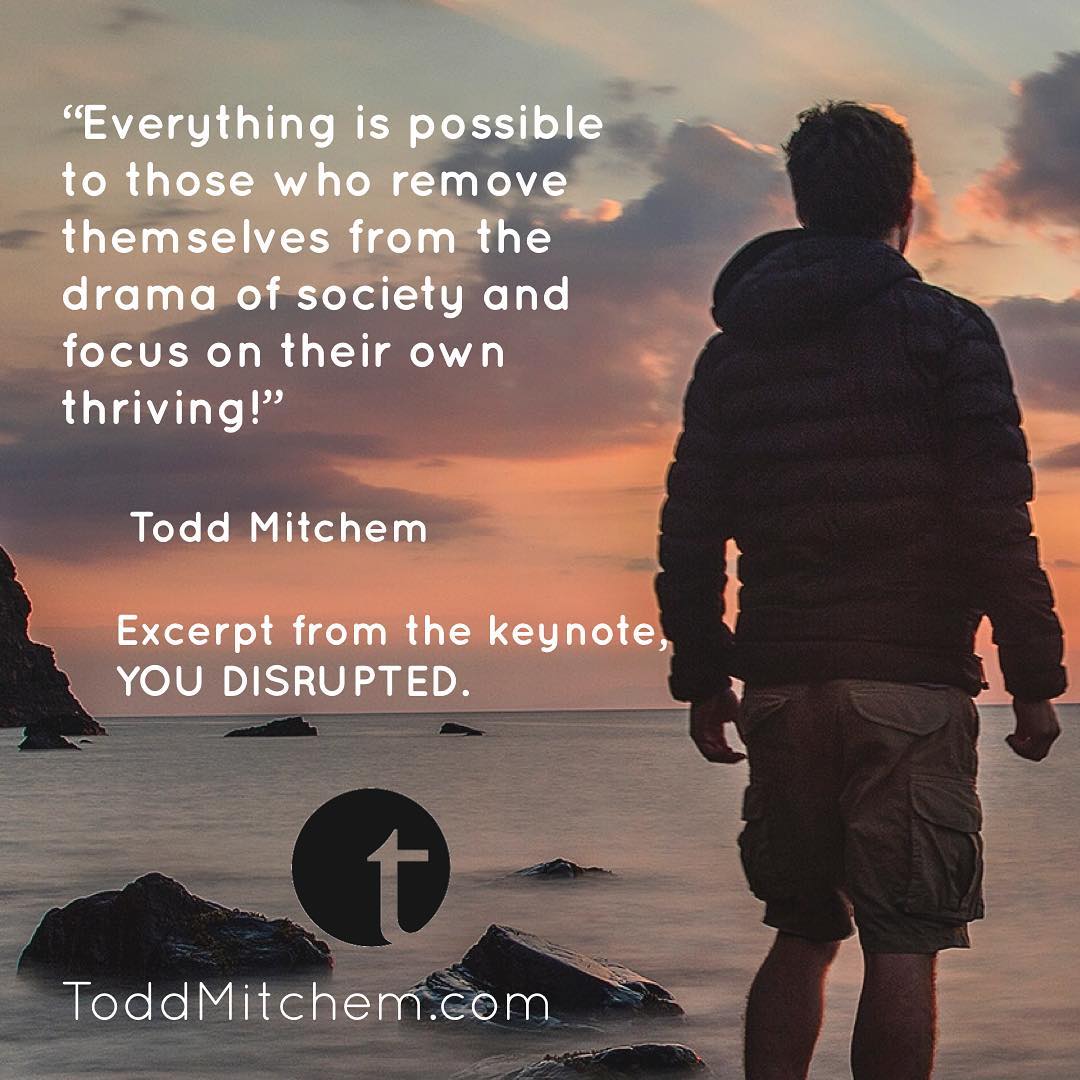 “Everything is possible
to those who remove
themselves from the
drama of society and
focus on their own
thriving!”
Todd Mitchem
Excerpt from the keynote,
YOU DISRUPTED.
t
ToddMitchem.com